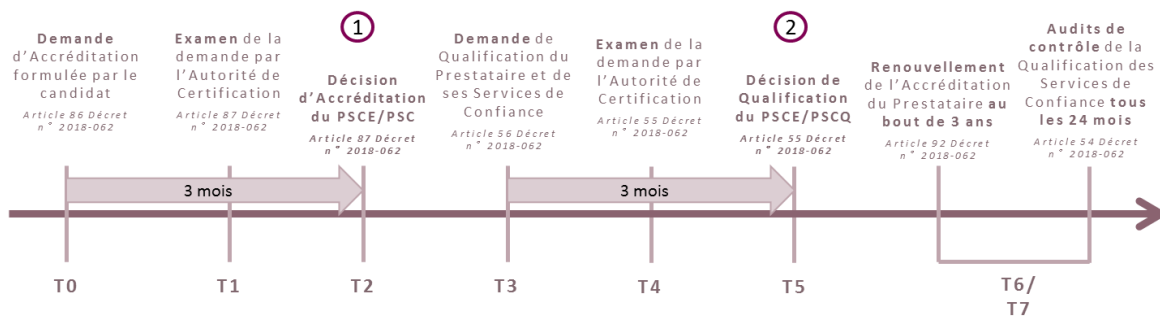 Demande
d'Accréditation
formulée par le
candidat
Article 86 Décret
n° 2018-062
Examen de la
demande par
l'Autorité de
Certification
Article 87 Décret
n° 2018-062
1
Décision
d'Accréditation
du PSCE/PSC
Article 87 Décret
n° 2018-062
Demande de
Qualification du
Prestataire et de
ses Services de
Confiance
Article 56 Décret
n° 2018-062
Examen de la
demande par
l'Autorité de
Certification
Article 55 Décret
n° 2018-062
2
Décision de
Qualification
du PSCE/PSCQ
Article 55 Décret
n° 2018-062
Renouvellement
de l'Accréditation
du Prestataire au
bout de 3 ans
Article 92 Décret
n° 2018-062
Audits de
contrôle de la
Qualification des
Services de
Confiance tous
les 24 mois
Article 54 Décret
n° 2018-062
3 mois
3 mois
T0
T1
T2
T3
T4
T5
T6/
T7